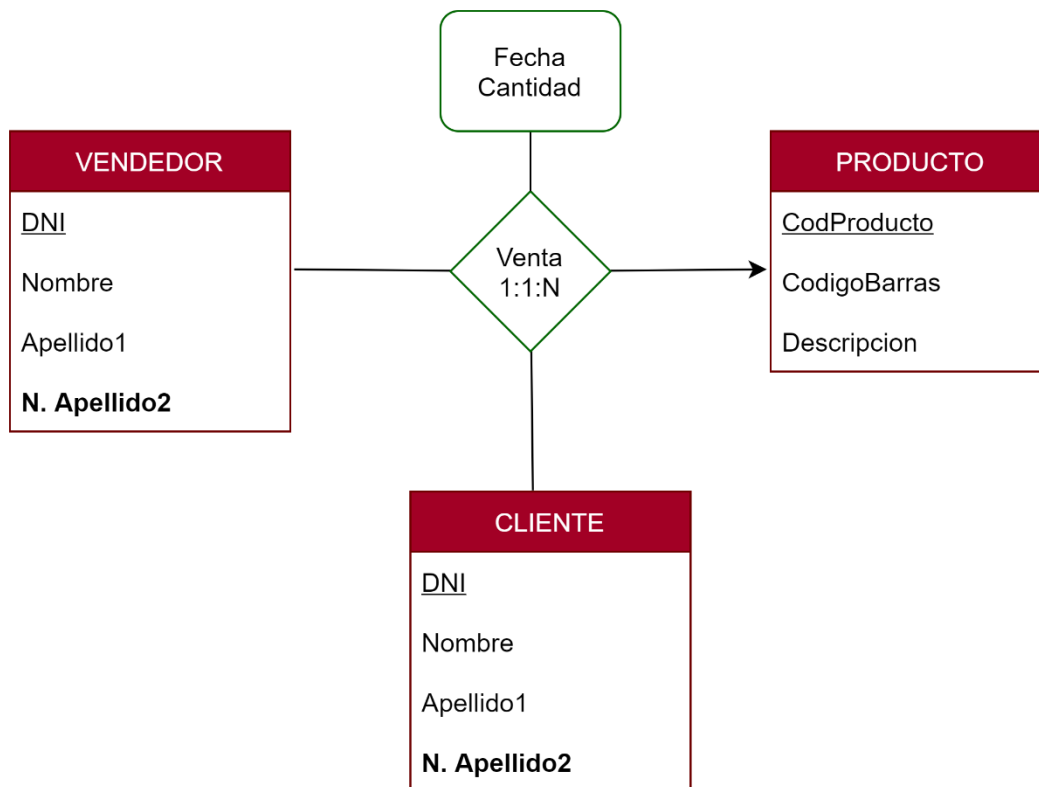 Fecha
Cantidad
VENDEDOR
DNI
Nombre
Apellido1
N. Apellido2
Venta
1:1:N
PRODUCTO
CodProducto
CodigoBarras
Descripcion
CLIENTE
DNI
Nombre
Apellido1
N. Apellido2